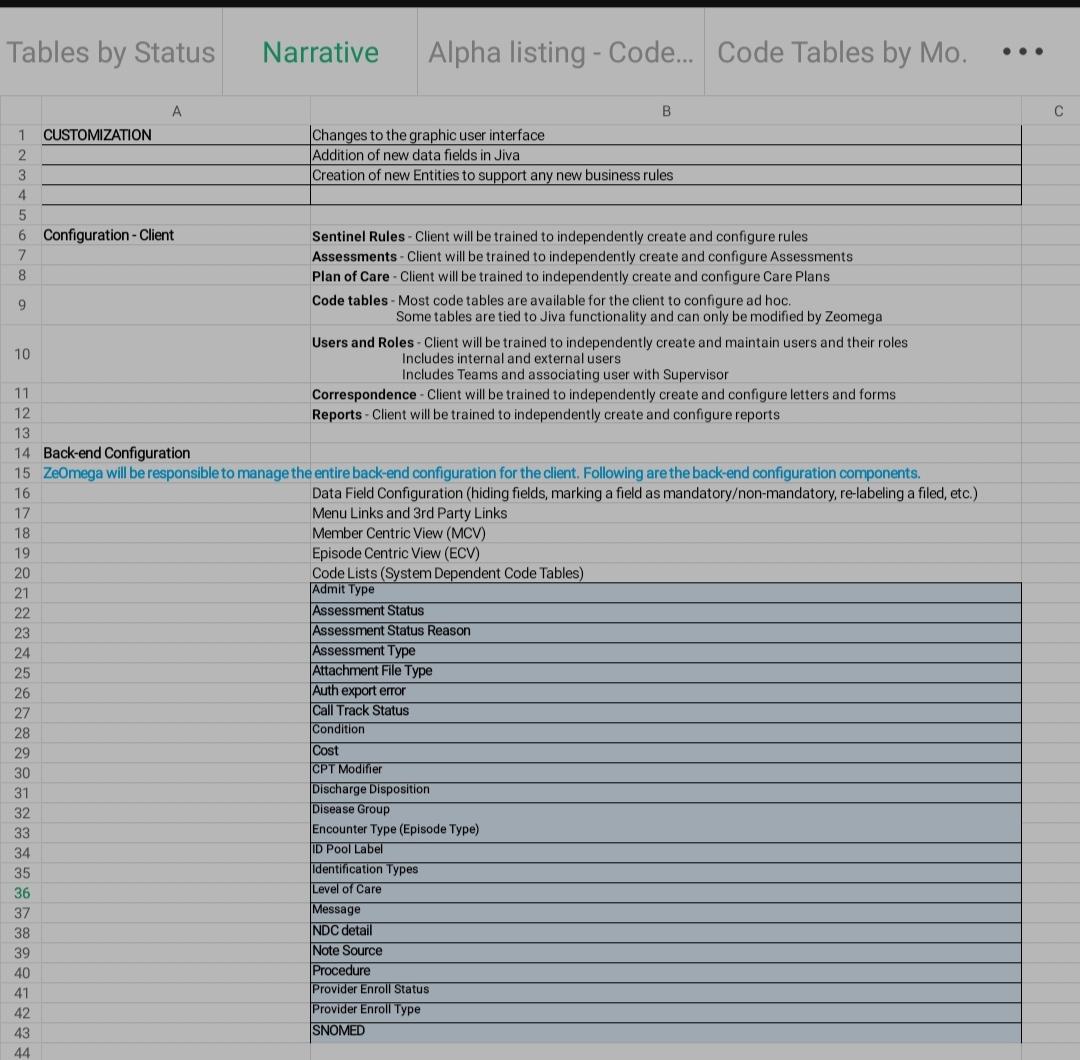 Tables by Status Narrative Alpha listing - Code... Code Tables by Mo. •••
A B C
1 CUSTOMIZATION Changes to the graphic user interface
2 Addition of new data fields in Jiva
3 Creation of new Entities to support any new business rules
4
5
6 Configuration - Client Sentinel Rules - Client will be trained to independently create and configure rules
7 Assessments - Client will be trained to independently create and configure Assessments
8 Plan of Care - Client will be trained to independently create and configure Care Plans
9 Code tables - Most code tables are available for the client to configure ad hoc.
Some tables are tied to Jiva functionality and can only be modified by Zeomega
10 Users and Roles - Client will be trained to independently create and maintain users and their roles
Includes internal and external users
Includes Teams and associating user with Supervisor
11 Correspondence - Client will be trained to independently create and configure letters and forms
12 Reports - Client will be trained to independently create and configure reports
13
14 Back-end Configuration
15 ZeOmega will be responsible to manage the entire back-end configuration for the client. Following are the back-end configuration components.
16 Data Field Configuration (hiding fields, marking a field as mandatory/non-mandatory, re-labeling a filed, etc.)
17 Menu Links and 3rd Party Links
18 Member Centric View (MCV)
19 Episode Centric View (ECV)
20 Code Lists (System Dependent Code Tables)
21 Admit Type
22 Assessment Status
23 Assessment Status Reason
24 Assessment Type
25 Attachment File Type
26 Auth export error
27 Call Track Status
28 Condition
29 Cost
30 CPT Modifier
31 Discharge Disposition
32 Disease Group
33 Encounter Type (Episode Type)
34 ID Pool Label
35 Identification Types
36 Level of Care
37 Message
38 NDC detail
39 Note Source
40 Procedure
41 Provider Enroll Status
42 Provider Enroll Type
43 SNOMED
44